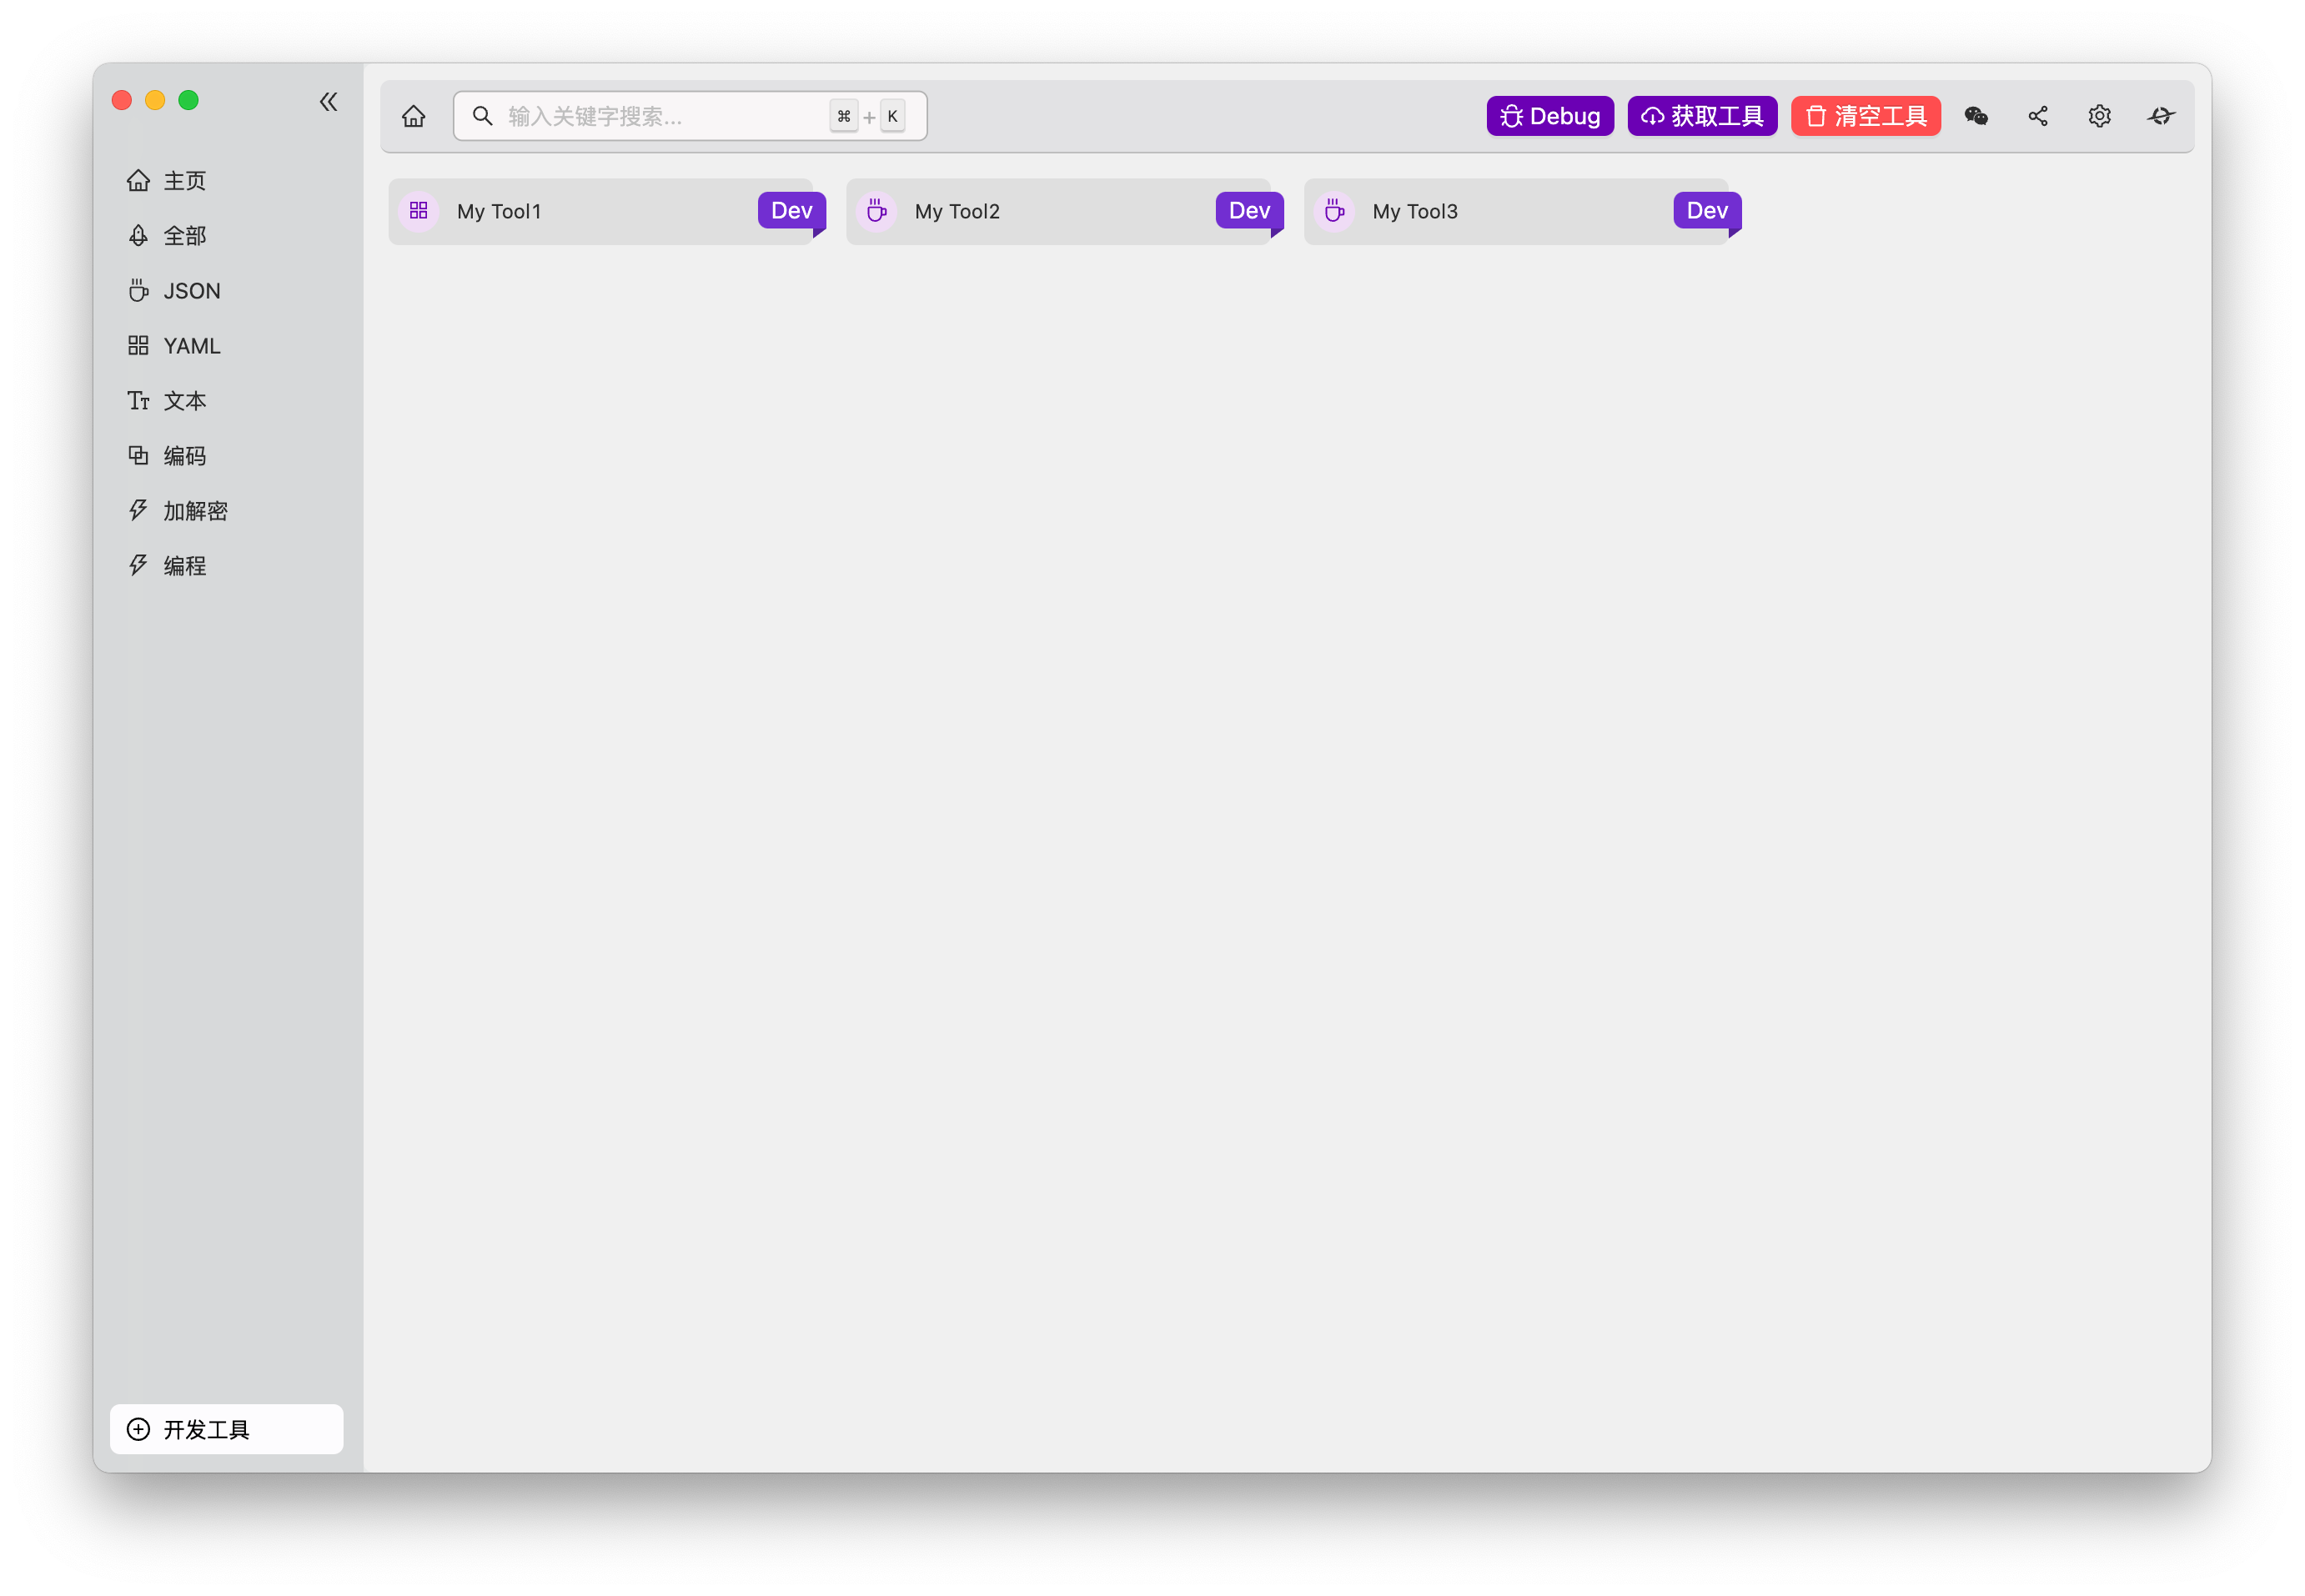 主页
全部
JSON
YAML
文本
编码
加解密
编程
开发工具
输入关键字搜索... ⌘ + K
Debug 获取工具 清空工具
My Tool1 Dev
My Tool2 Dev
My Tool3 Dev